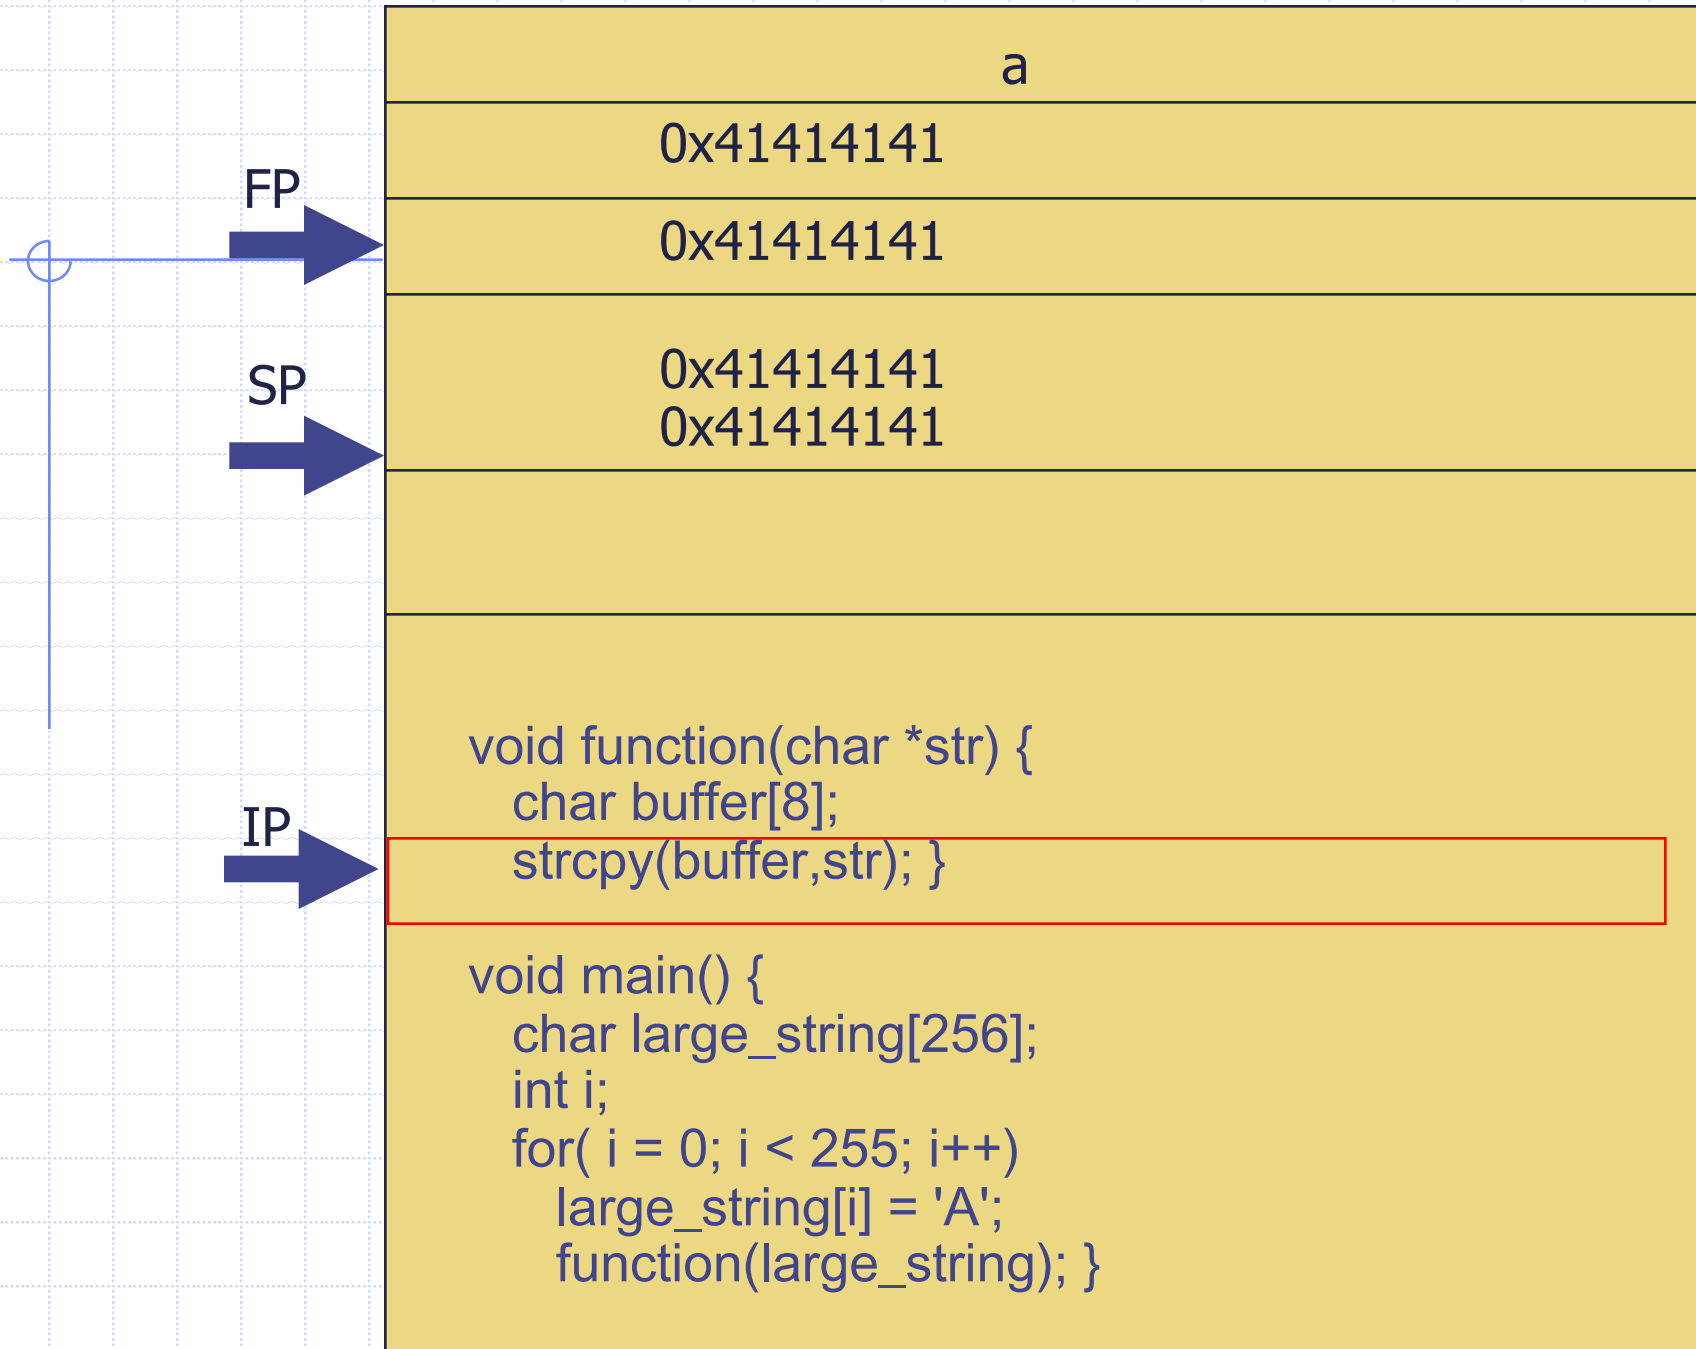 a
0x41414141
FP
0x41414141
0x41414141
SP
0x41414141
void function(char *str) {
char buffer[8];
IP
strcpy(buffer,str); }
void main() {
char large_string[256];
int i;
for( i = 0; i < 255; i++)
large_string[i] = 'A';
function(large_string); }